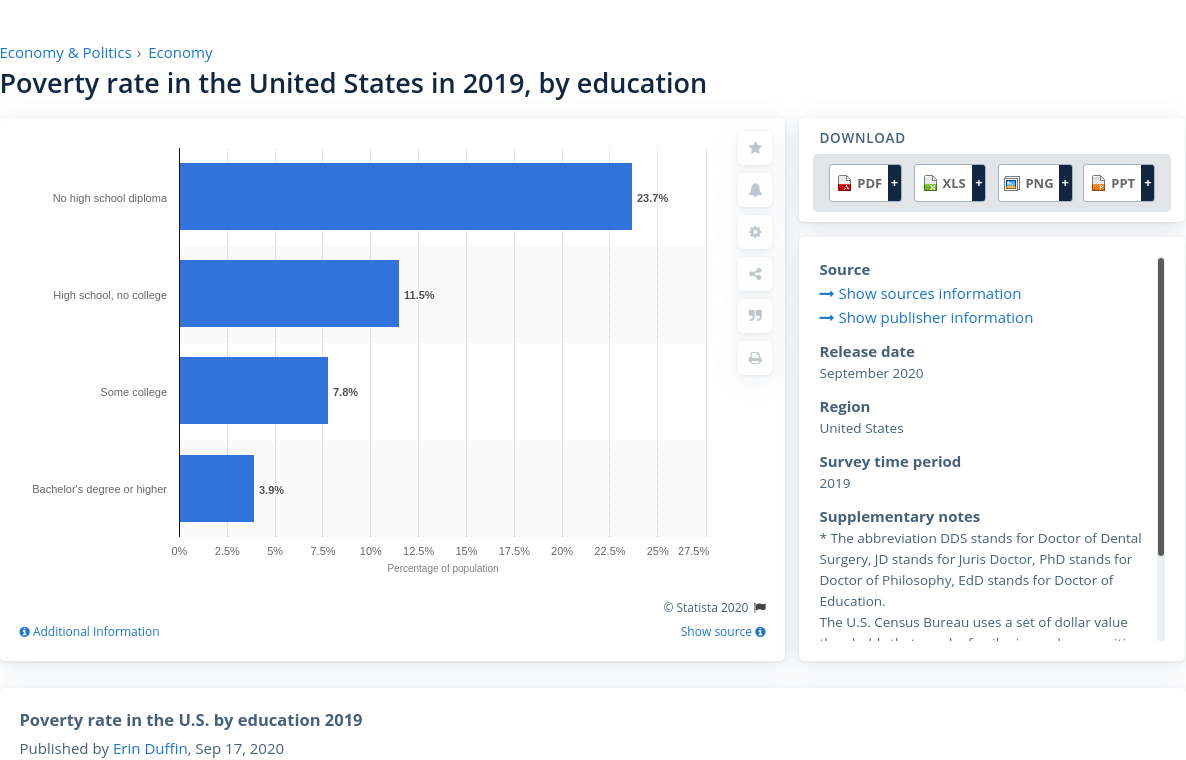 Economy & Politics › Economy
Poverty rate in the United States in 2019, by education
No high school diploma
23.7%
High school, no college
11.5%
Some college
7.8%
Bachelor's degree or higher
3.9%
0% 2.5% 5% 7.5% 10% 12.5% 15% 17.5% 20% 22.5% 25% 27.5%
Percentage of population
© Statista 2020
Additional Information
Show source
DOWNLOAD
PDF + XLS + PNG + PPT +
Source
Show sources information
Show publisher information
Release date
September 2020
Region
United States
Survey time period
2019
Supplementary notes
* The abbreviation DDS stands for Doctor of Dental
Surgery, JD stands for Juris Doctor, PhD stands for
Doctor of Philosophy, EdD stands for Doctor of
Education.
The U.S. Census Bureau uses a set of dollar value
Poverty rate in the U.S. by education 2019
Published by Erin Duffin, Sep 17, 2020